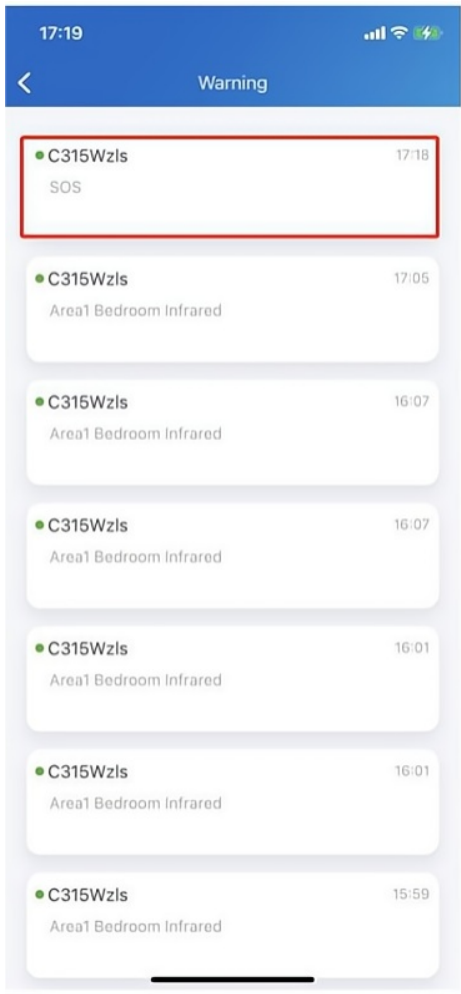 17:19
Warning
C315Wzls 17:18
SOS
C315Wzls 17:05
Area1 Bedroom Infrared
C315Wzls 16:07
Area1 Bedroom Infrared
C315Wzls 16:07
Area1 Bedroom Infrared
C315Wzls 16:01
Area1 Bedroom Infrared
C315Wzls 16:01
Area1 Bedroom Infrared
C315Wzls 15:59
Area1 Bedroom Infrared